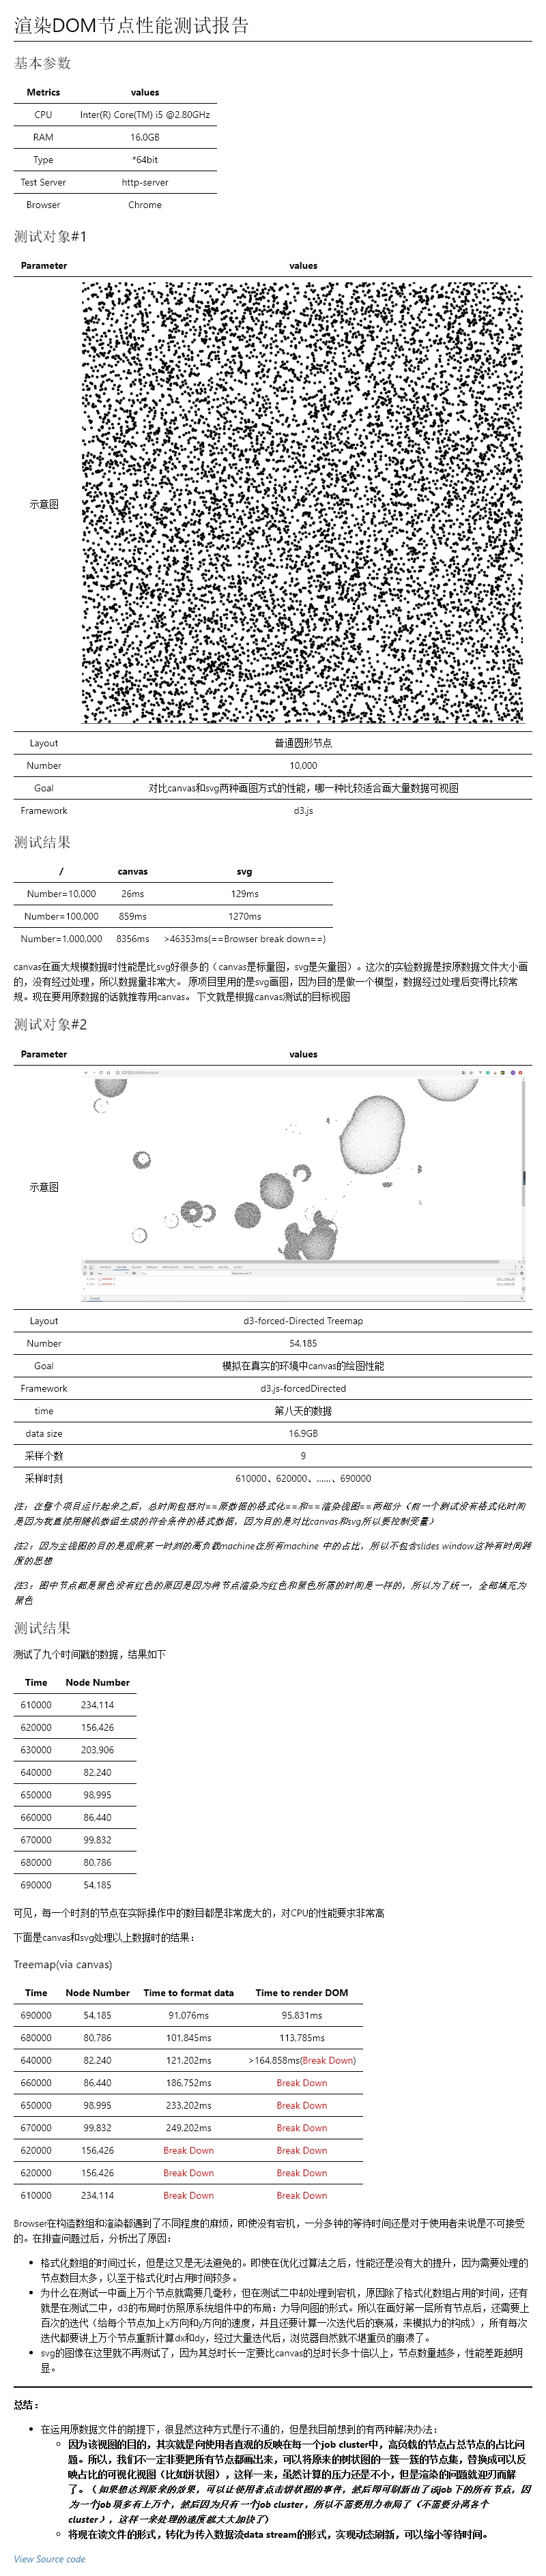 渲染DOM节点性能测试报告
基本参数
Metrics values
CPU Inter(R) Core(TM) i5 @2.80GHz
RAM 16.0GB
Type *64bit
Test Server http-server
Browser Chrome
测试对象#1
Parameter values
示意图
Layout 普通圆形节点
Number 10,000
Goal 对比canvas和svg两种画图方式的性能，哪一种比较适合画大量数据可视图
Framework d3.js
测试结果
/ canvas svg
Number=10,000 26ms 129ms
Number=100,000 859ms 1270ms
Number=1,000,000 8356ms >46353ms(==Browser break down==)
canvas在画大规模数据时性能是比svg好很多的（canvas是标量图，svg是矢量图）。这次的实验数据是按原数据文件大小画
的，没有经过处理，所以数据量非常大。 原项目里用的是svg画图，因为目的是做一个模型，数据经过处理后变得比较常
规。现在要用原数据的话就推荐用canvas。 下文就是根据canvas测试的目标视图
测试对象#2
Parameter values
示意图
Layout d3-forced-Directed Treemap
Number 54,185
Goal 模拟在真实的环境中canvas的绘图性能
Framework d3.js-forcedDirected
time 第八天的数据
data size 16.9GB
采样个数 9
采样时刻 610000、620000、……、690000
注：在整个项目运行起来之后，总时间包括对==原数据的格式化==和==渲染视图==两部分（前一个测试没有格式化时间
是因为我直接用随机数组生成的符合条件的格式数据，因为目的是对比canvas和svg所以要控制变量）
注2：因为主视图的目的是观察某一时刻的高负载machine在所有machine 中的占比，所以不包含slides window这种有时间跨
度的思想
注3：图中节点都是黑色没有红色的原因是因为将节点渲染为红色和黑色所需的时间是一样的，所以为了统一，全部填充为
黑色
测试结果
测试了九个时间戳的数据，结果如下
Time Node Number
610000 234,114
620000 156,426
630000 203,906
640000 82,240
650000 98,995
660000 86,440
670000 99,832
680000 80,786
690000 54,185
可见，每一个时刻的节点在实际操作中的数目都是非常庞大的，对CPU的性能要求非常高
下面是canvas和svg处理以上数据时的结果：
Treemap(via canvas)
Time Node Number Time to format data Time to render DOM
690000 54,185 91,076ms 95,831ms
680000 80,786 101,845ms 113,785ms
640000 82,240 121,202ms >164,858ms(Break Down)
660000 86,440 186,752ms Break Down
650000 98,995 233,202ms Break Down
670000 99,832 249,202ms Break Down
620000 156,426 Break Down Break Down
620000 156,426 Break Down Break Down
610000 234,114 Break Down Break Down
Browser在构造数组和渲染都遇到了不同程度的麻烦，即使没有宕机，一分多钟的等待时间还是对于使用者来说是不可接受
的。在排查问题过后，分析出了原因：
格式化数组的时间过长，但是这又是无法避免的。即使在优化过算法之后，性能还是没有大的提升，因为需要处理的
节点数目太多，以至于格式化时占用时间较多。
为什么在测试一中画上万个节点就需要几毫秒，但在测试二中却处理到宕机，原因除了格式化数组占用的时间，还有
就是在测试二中，d3的布局时仿照原系统组件中的布局：力导向图的形式。所以在画好第一层所有节点后，还需要上
百次的迭代（给每个节点加上x方向和y方向的速度，并且还要计算一次迭代后的衰减，来模拟力的构成），所有每次
迭代都要讲上万个节点重新计算dx和dy，经过大量迭代后，浏览器自然就不堪重负的崩溃了。
svg的图像在这里就不再测试了，因为其总时长一定要比canvas的总时长多十倍以上，节点数量越多，性能差距越明
显。
总结：
在运用原数据文件的前提下，很显然这种方式是行不通的，但是我目前想到的有两种解决办法：
因为该视图的目的，其实就是向使用者直观的反映在每一个job cluster中，高负载的节点占总节点的占比问
题。所以，我们不一定非要把所有节点都画出来，可以将原来的树状图的一簇一簇的节点集，替换成可以反
映占比的可视化视图（比如饼状图），这样一来，虽然计算的压力还是不小，但是渲染的问题就迎刃而解
了。（如果想达到原来的效果，可以让使用者点击饼状图的事件，然后即可刷新出了该job下的所有节点，因
为一个job顶多有上万个，然后因为只有一个job cluster，所以不需要用力布局了（不需要分离各个
cluster），这样一来处理的速度就大大加快了）
将现在读文件的形式，转化为传入数据流data stream的形式，实现动态刷新，可以缩小等待时间。
View Source code